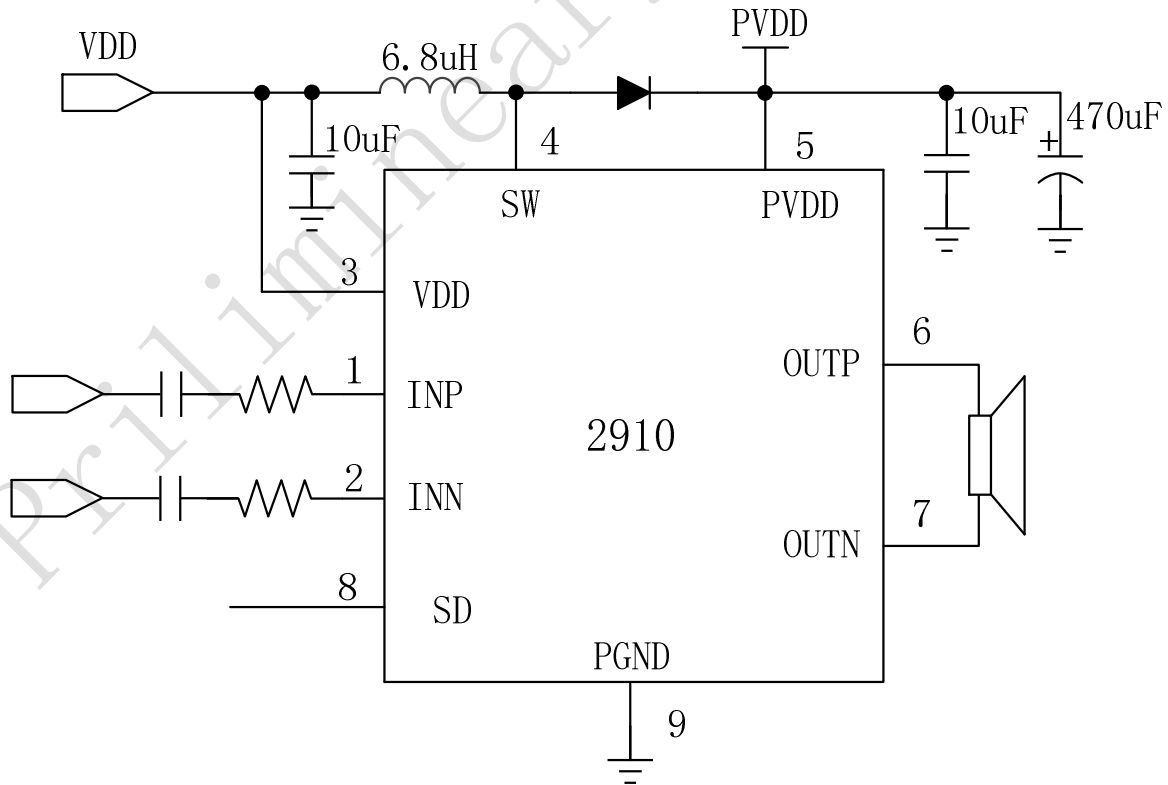 VDD
6.8uH
PVDD
10uF
4
5
10uF
470uF
+
SW
PVDD
3
VDD
6
OUTP
1
INP
2910
2
INN
7
OUTN
8
SD
PGND
9
Priliminear